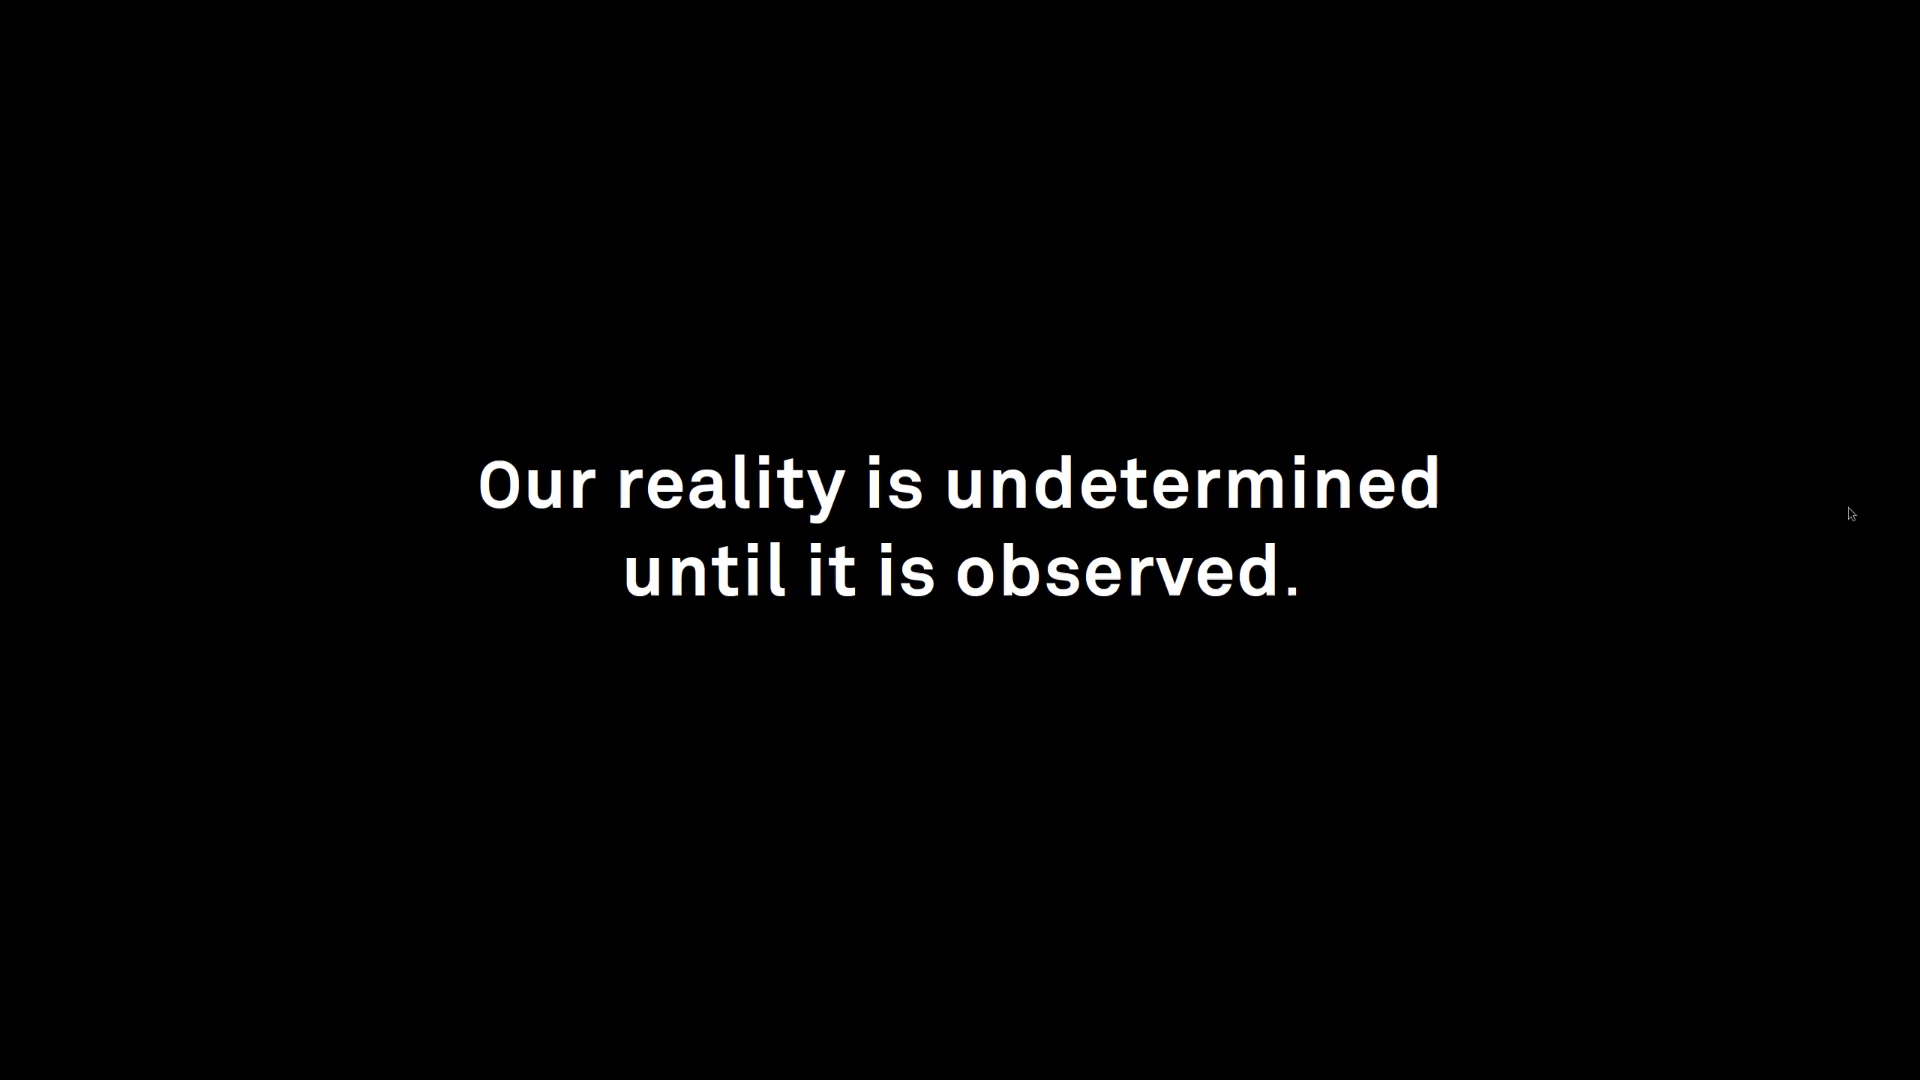 Our reality is undetermined
until it is observed.